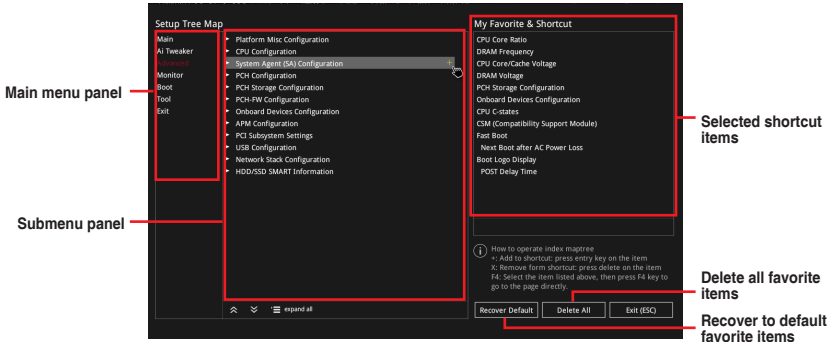 Setup Tree Map
Main
Ai Tweaker
Advanced
Monitor
Boot
Tool
Exit
Platform Misc Configuration
CPU Configuration
System Agent (SA) Configuration +
PCH Configuration
PCH Storage Configuration
PCH-FW Configuration
Onboard Devices Configuration
APM Configuration
PCI Subsystem Settings
USB Configuration
Network Stack Configuration
HDD/SSD SMART Information
expand all
My Favorite & Shortcut
CPU Core Ratio
DRAM Frequency
CPU Core/Cache Voltage
DRAM Voltage
PCH Storage Configuration
Onboard Devices Configuration
CPU C-states
CSM (Compatibility Support Module)
Fast Boot
Next Boot after AC Power Loss
Boot Logo Display
POST Delay Time
i How to operate index maptree
+: Add to shortcut: press entry key on the item
X: Remove form shortcut: press delete on the item
F4: Select the item listed above, then press F4 key to
go to the page directly.
Recover Default
Delete All
Exit (ESC)
Main menu panel
Submenu panel
Selected shortcut
items
Delete all favorite
items
Recover to default
favorite items